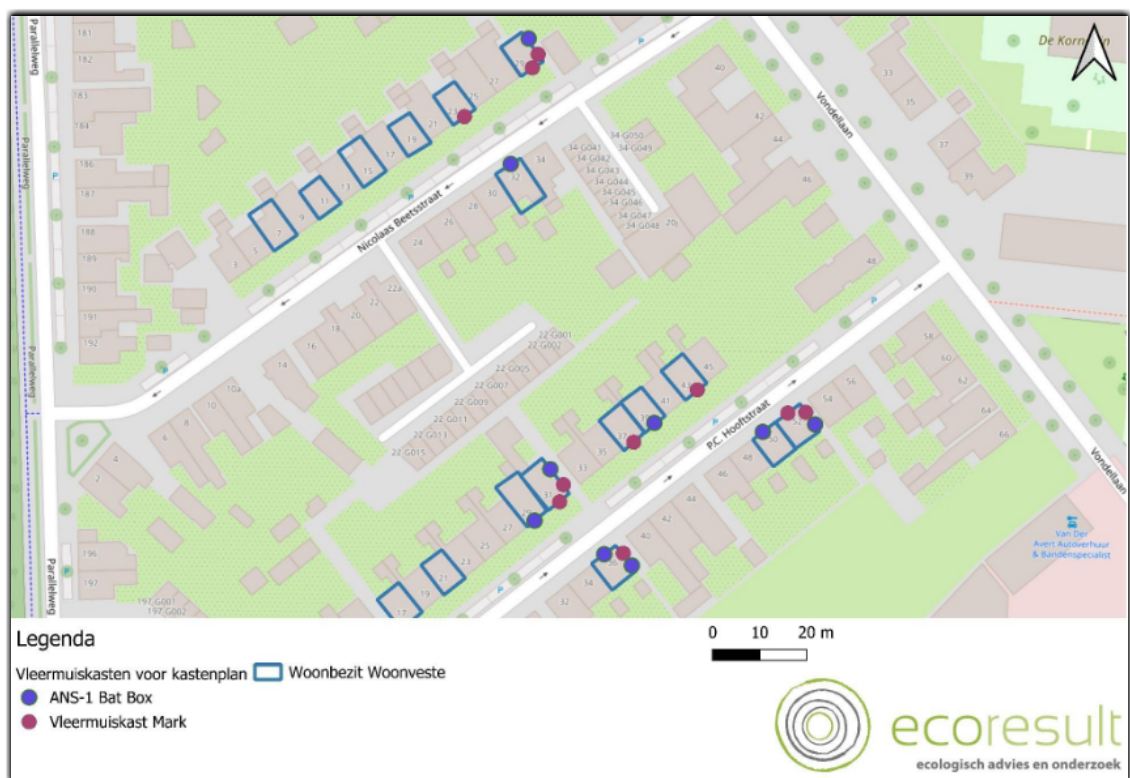 Parallelweg
181
182
183
184
186
187
188
189
190
191
192
Parallelweg
Parallelweg
Parallelweg
196
197
197 G001
197 G002
P
P
P
P
P
P
P
P
P
29
27
25
23
21
19
17
15
13
11
9
7
5
3
Nicolaas Beetsstraat
34
32
30
28
26
24
22a
22
20
18
16
14
10a
10
8
6
4
2
34 G050
34 G049
34 G041
34 G042
34 G043
34 G044
34 G045
34 G046
34 G047
34 G048
20j
40
42
44
46
48
33
35
37
39
De Kor
Vondellaan
Vondellaan
22 G001
22 G002
22 G005
22 G007
22 G009
22 G011
22 G013
22 G015
45
43
41
39
37
35
33
31
29
27
25
23
21
19
17
P.C. Hooftstraat
58
60
62
64
66
56
54
52
50
48
46
44
42
40
36
34
32
Van Der
Avert Autoverhuur
& Bandenspecialist
Legenda
Vleermuiskasten voor kastenplan
Woonbezit Woonveste
ANS-1 Bat Box
Vleermuiskast Mark
0 10 20 m
ecoresult
ecologisch advies en onderzoek